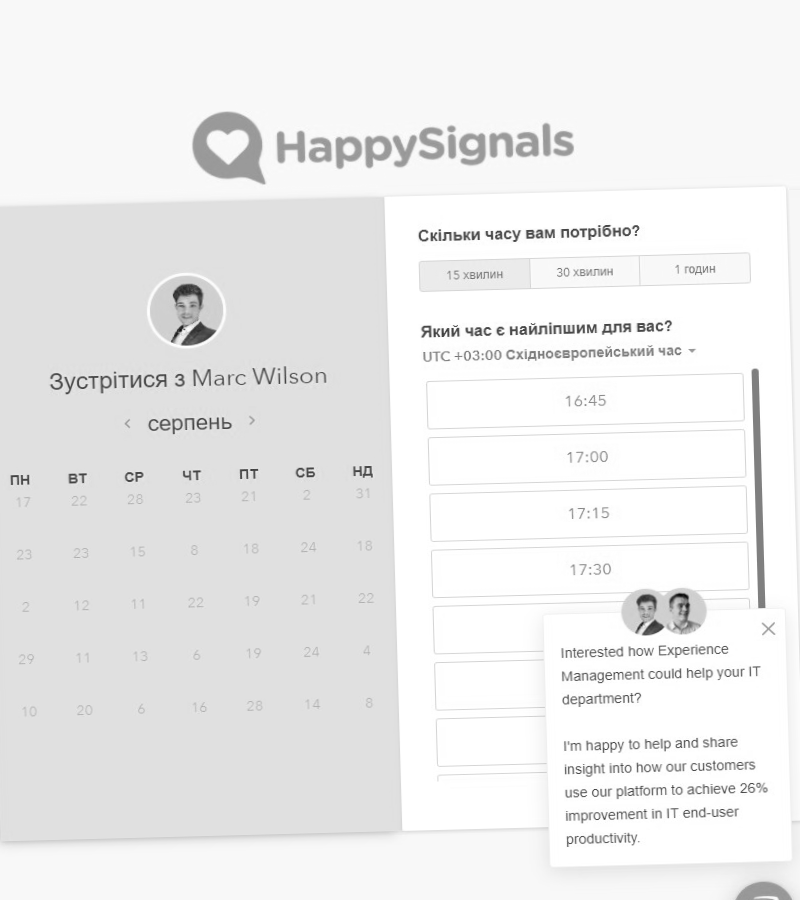 HappySignals
Зустрітися з Marc Wilson
серпень
ПН ВТ СР ЧТ ПТ СБ НД
17 22 28 23 21 2 31
23 23 15 8 18 24 18
2 12 11 22 19 21 22
29 11 13 6 19 24 4
10 20 6 16 28 14 8
Скільки часу вам потрібно?
15 хвилин 30 хвилин 1 годин
Який час є найліпшим для вас?
UTC +03:00 Східноєвропейський час
16:45
17:00
17:15
17:30
Interested how Experience
Management could help your IT
department?
I'm happy to help and share
insight into how our customers
use our platform to achieve 26%
improvement in IT end-user
productivity.